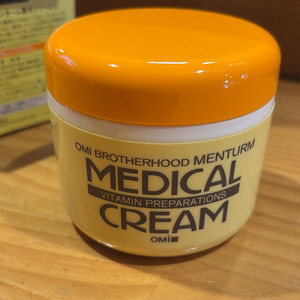 OMI BROTHERHOOD MENTURM
MEDICAL
VITAMIN PREPARATIONS
CREAM
OMI